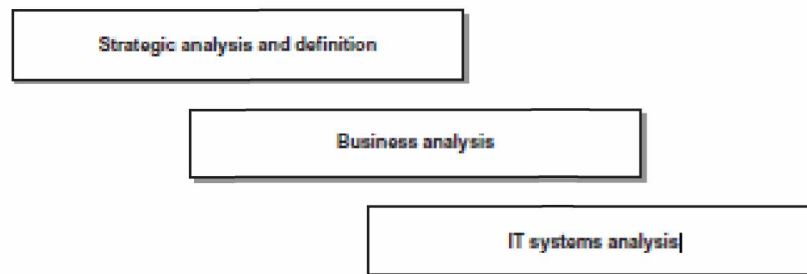 Strategic analysis and definition
Business analysis
IT systems analysis